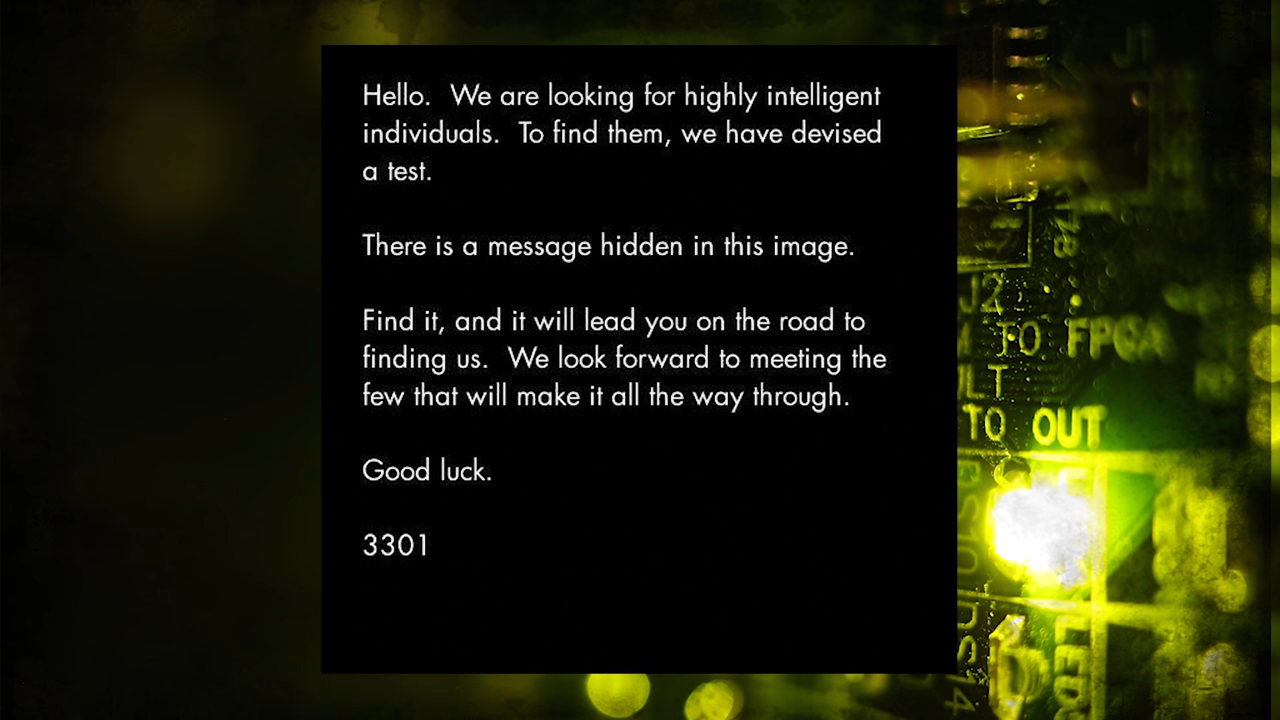 Hello.  We are looking for highly intelligent
individuals.  To find them, we have devised
a test.
There is a message hidden in this image.
Find it, and it will lead you on the road to
finding us.  We look forward to meeting the
few that will make it all the way through.
Good luck.
3301
J2
TO FPGA
LT
TO OUT